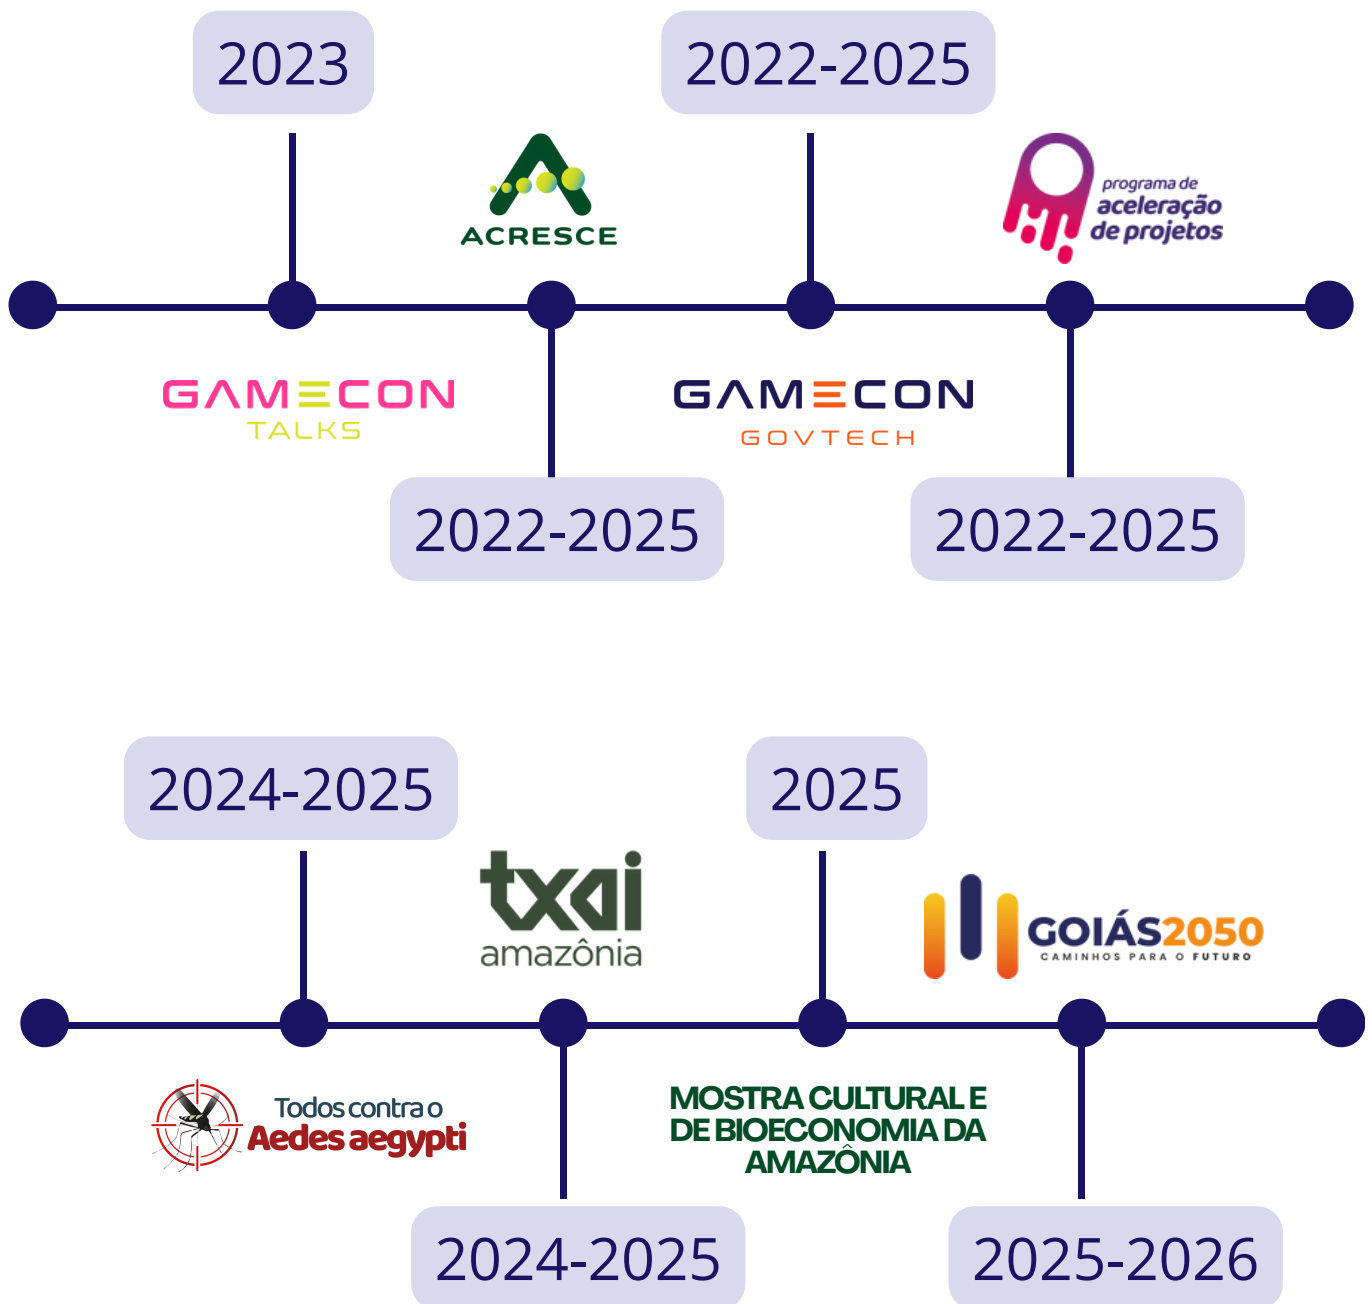 2023
2022-2025
ACRESCE
programa de
aceleração
de projetos
GAMECON
TALKS
GAMECON
GOVTECH
2022-2025
2022-2025
2024-2025
2025
txai
amazônia
GOIÁS2050
CAMINHOS PARA O FUTURO
Todos contra o
Aedes aegypti
MOSTRA CULTURAL E
DE BIOECONOMIA DA
AMAZÔNIA
2024-2025
2025-2026